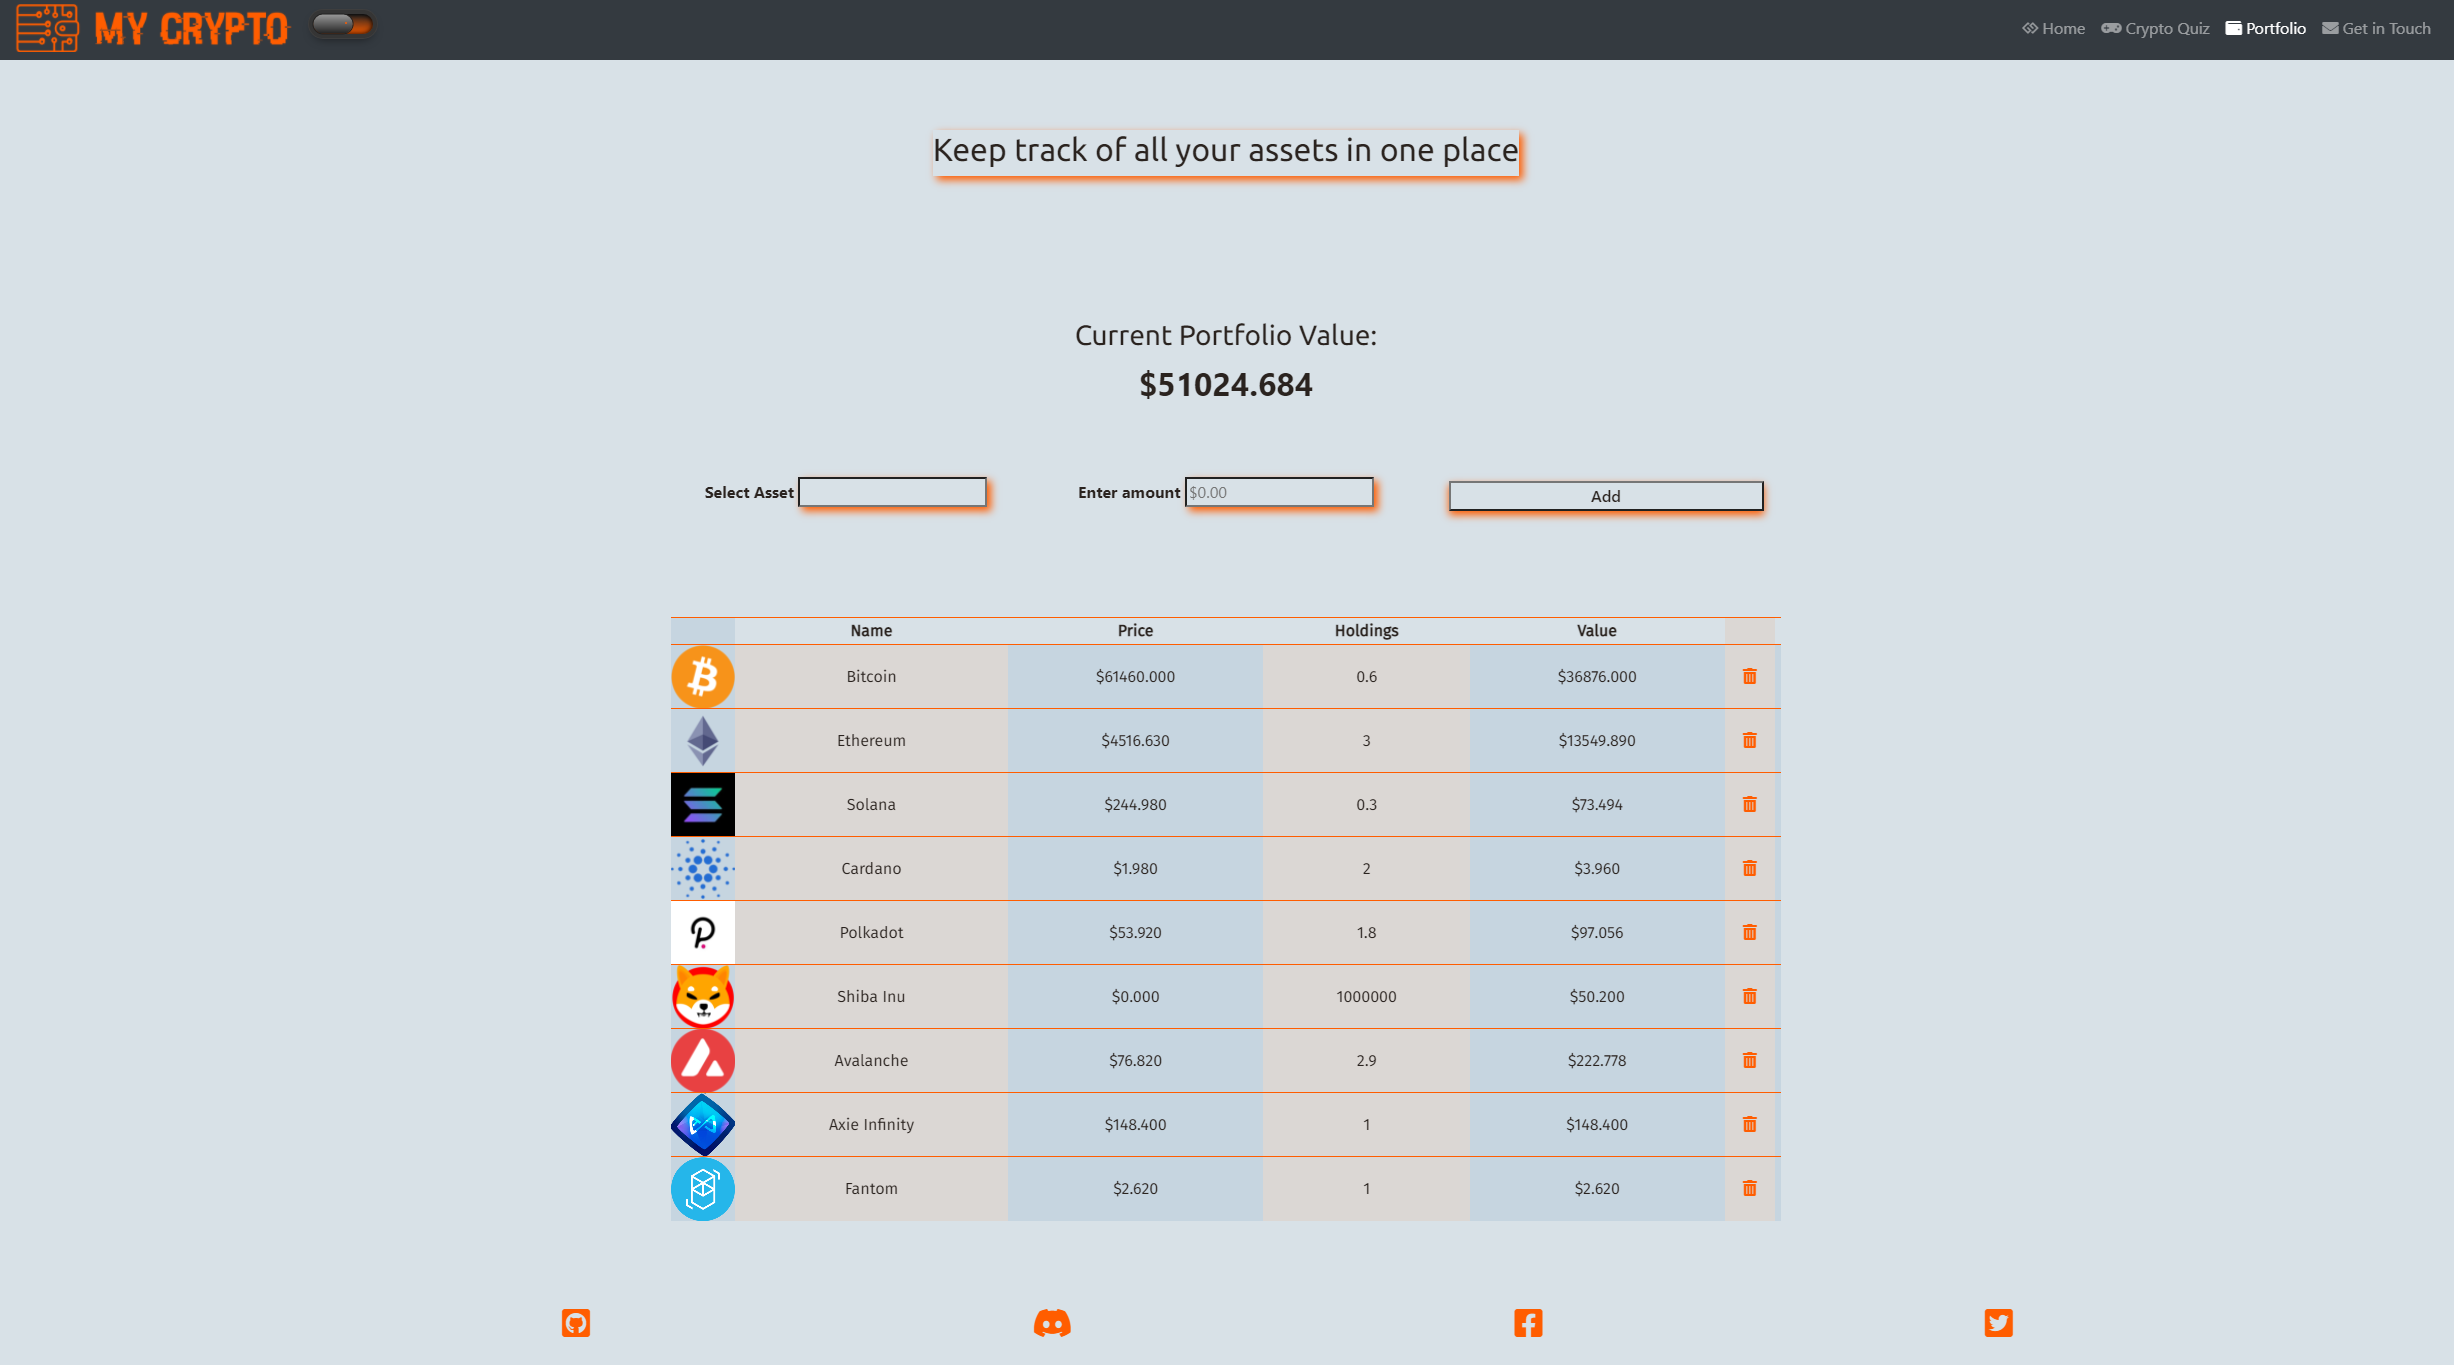 MY CRYPTO
Home Crypto Quiz Portfolio Get in Touch
Keep track of all your assets in one place
Current Portfolio Value:
$51024.684
Select Asset Enter amount $0.00 Add
Name Price Holdings Value
Bitcoin $61460.000 0.6 $36876.000
Ethereum $4516.630 3 $13549.890
Solana $244.980 0.3 $73.494
Cardano $1.980 2 $3.960
Polkadot $53.920 1.8 $97.056
Shiba Inu $0.000 1000000 $50.200
Avalanche $76.820 2.9 $222.778
Axie Infinity $148.400 1 $148.400
Fantom $2.620 1 $2.620